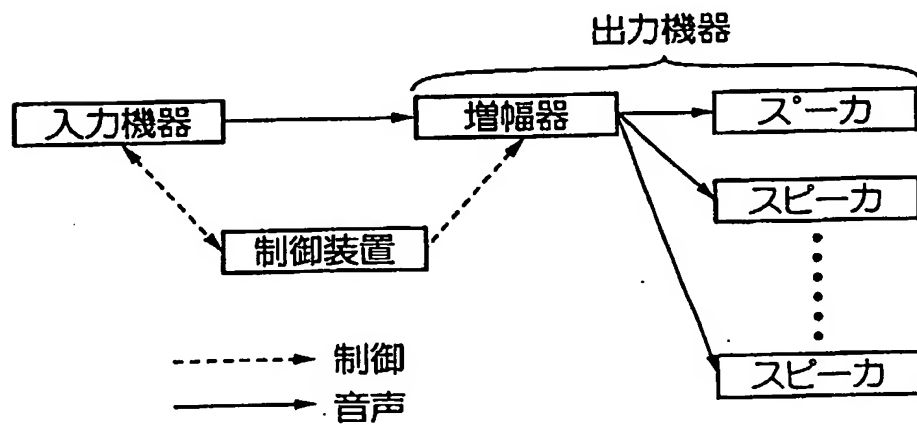 出力機器
入力機器
増幅器
スピーカ
スピーカ
制御装置
スピーカ
制御
音声